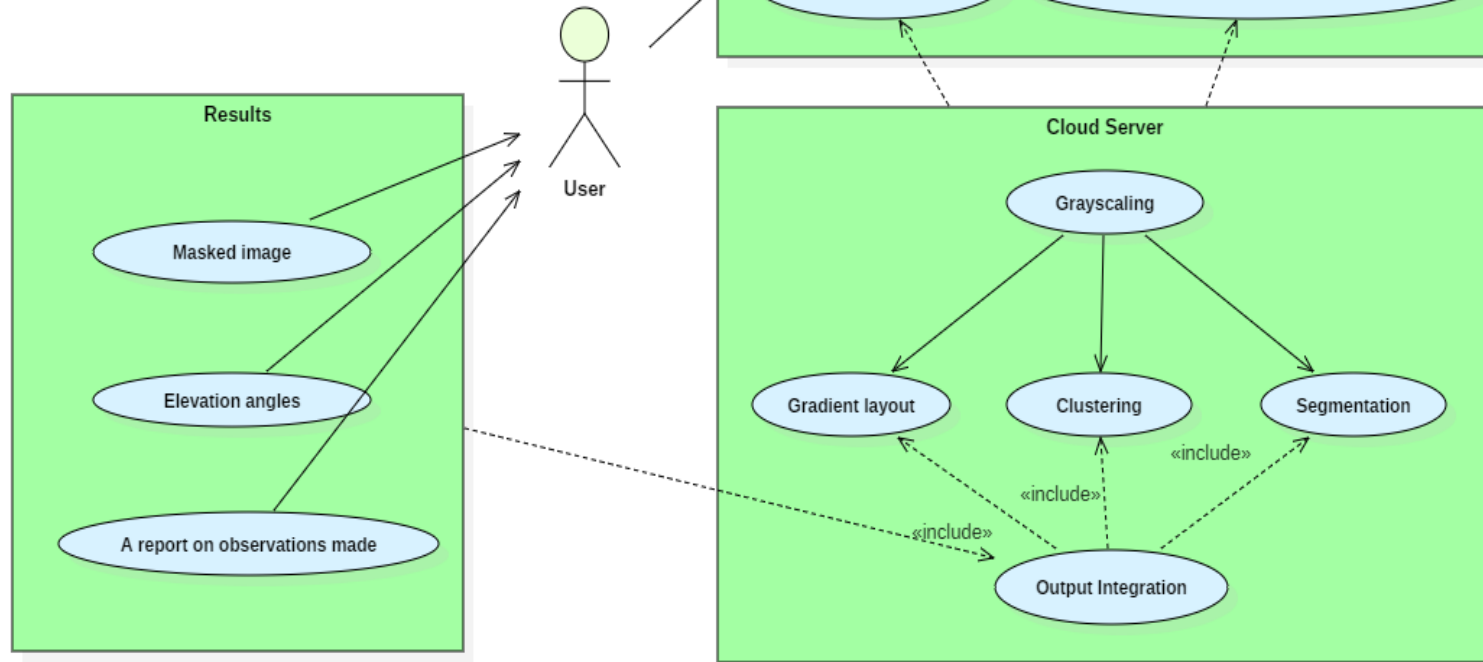 Results
Cloud Server
User
Grayscaling
Masked image
Elevation angles
Gradient layout
Clustering
Segmentation
«include»
«include»
«include»
A report on observations made
Output Integration